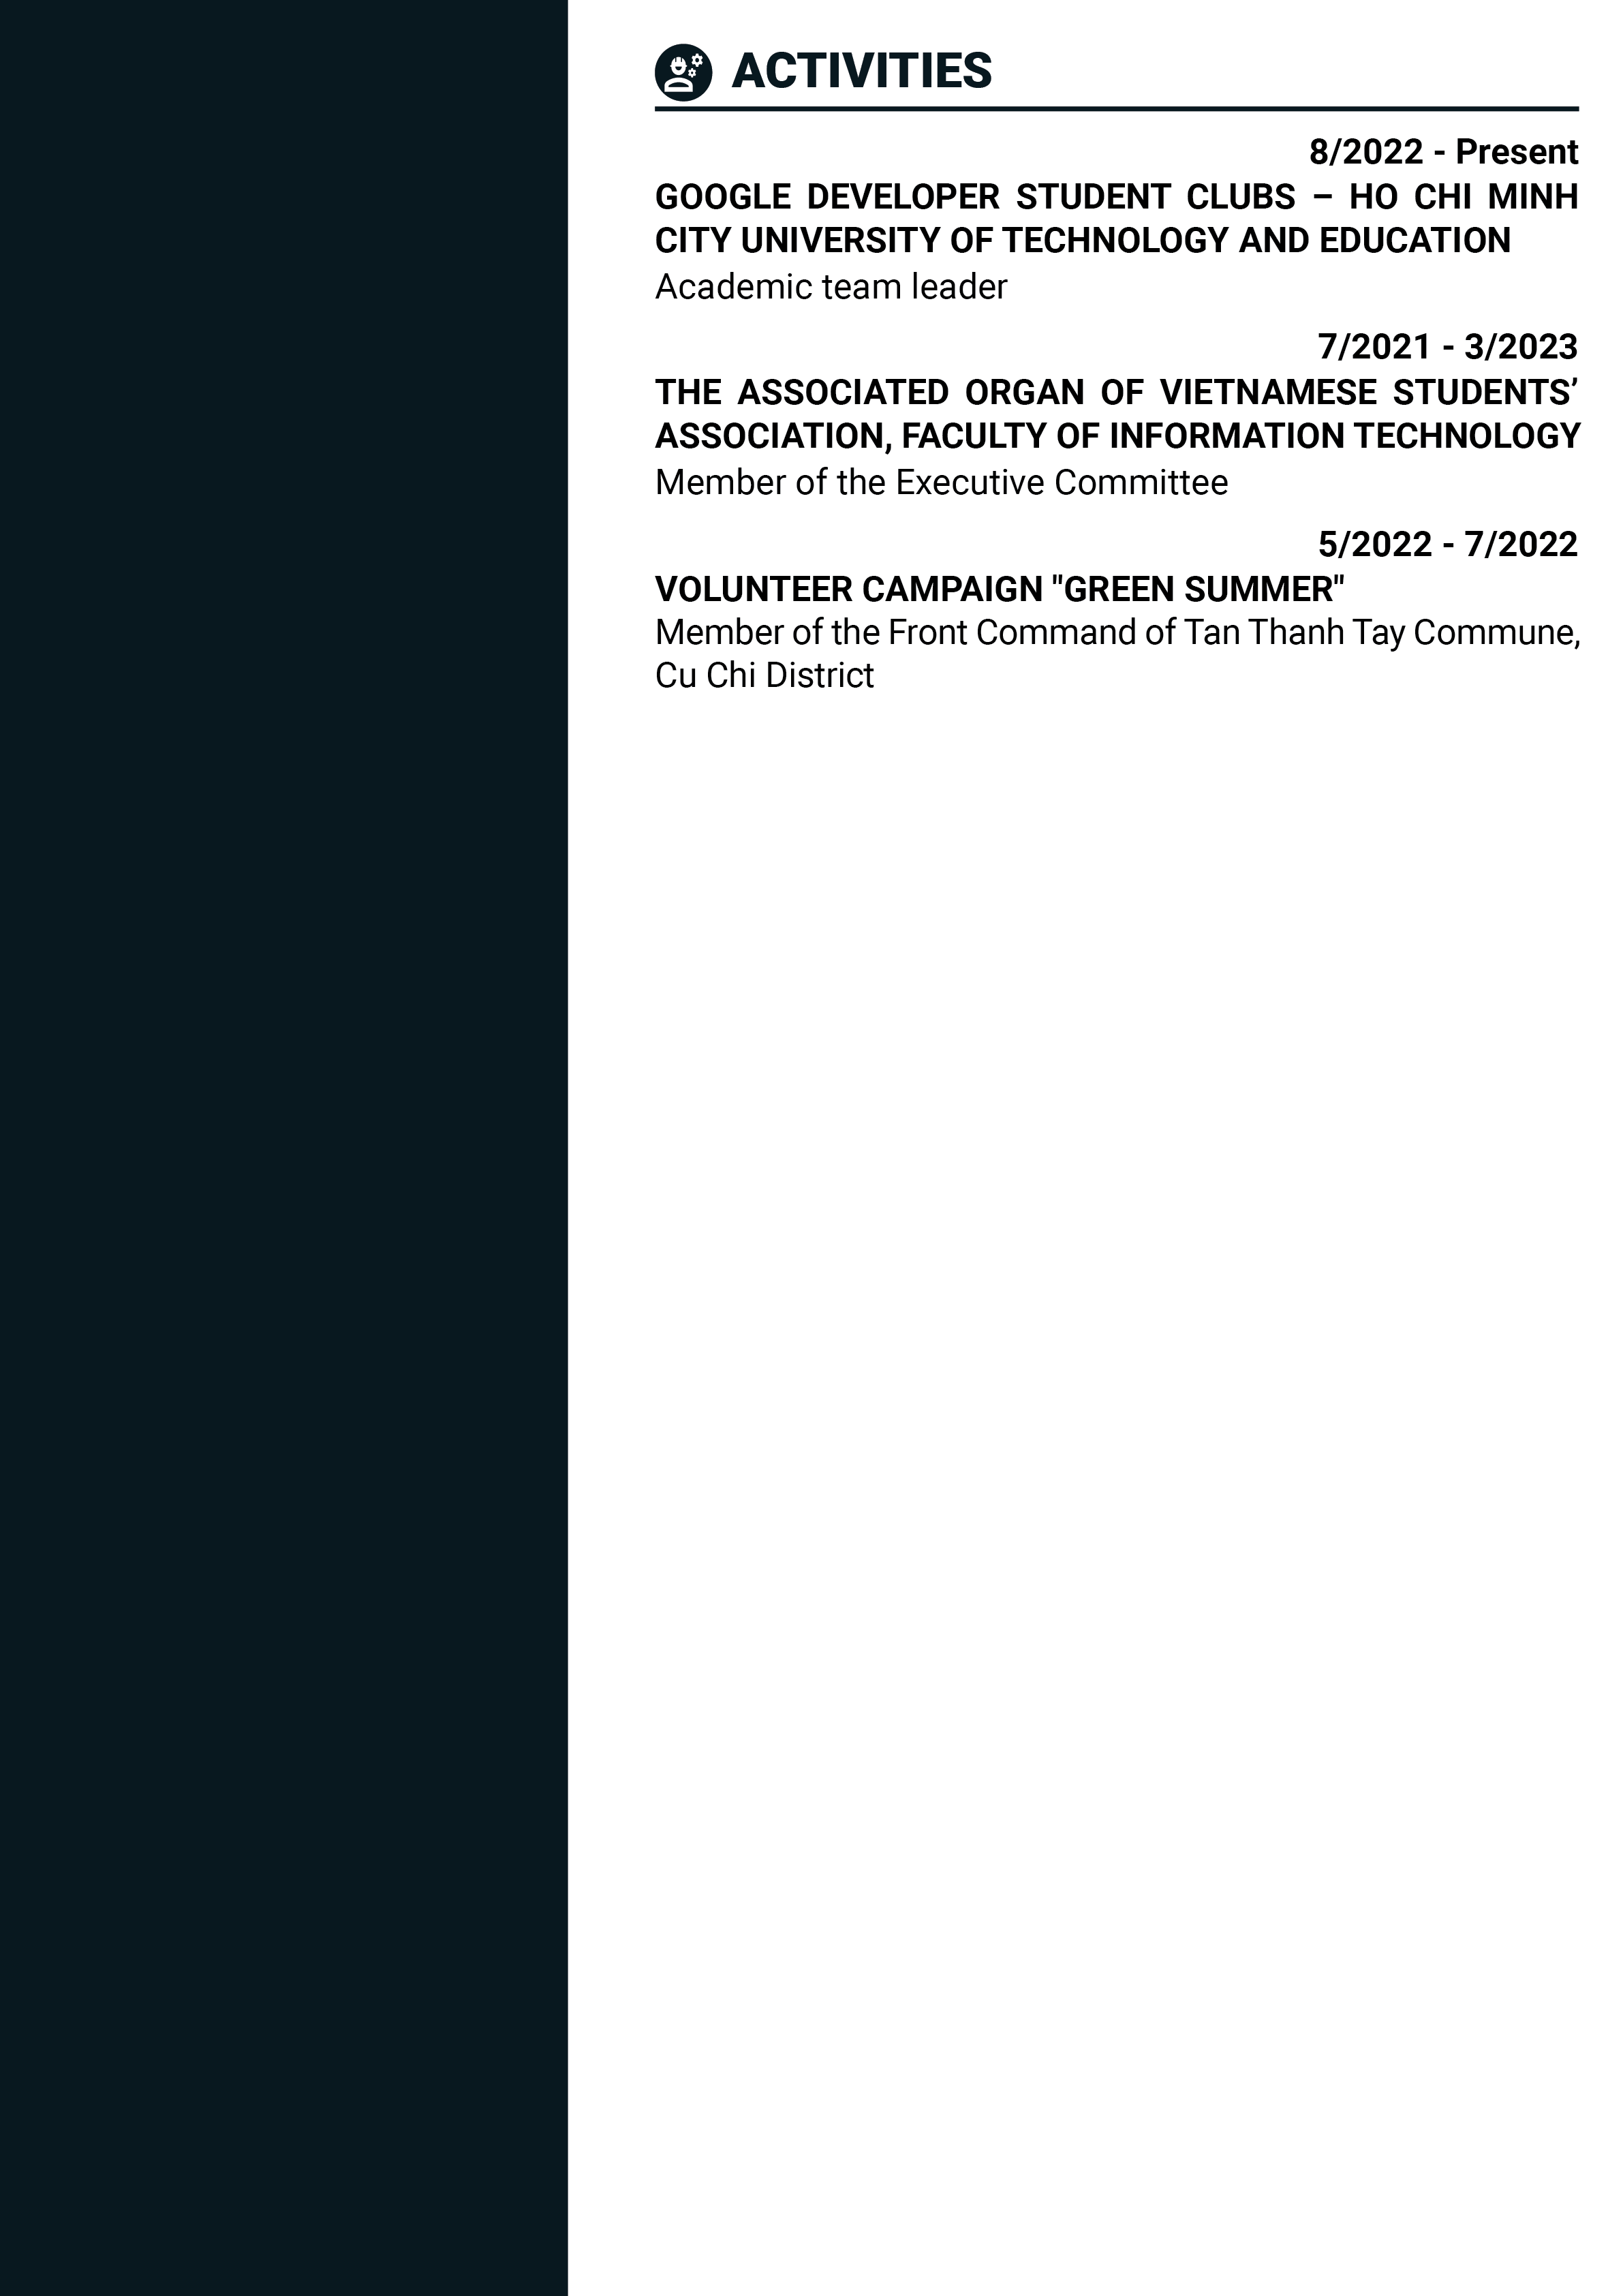 ACTIVITIES
8/2022 - Present
GOOGLE DEVELOPER STUDENT CLUBS – HO CHI MINH
CITY UNIVERSITY OF TECHNOLOGY AND EDUCATION
Academic team leader
7/2021 - 3/2023
THE ASSOCIATED ORGAN OF VIETNAMESE STUDENTS’
ASSOCIATION, FACULTY OF INFORMATION TECHNOLOGY
Member of the Executive Committee
5/2022 - 7/2022
VOLUNTEER CAMPAIGN "GREEN SUMMER"
Member of the Front Command of Tan Thanh Tay Commune,
Cu Chi District